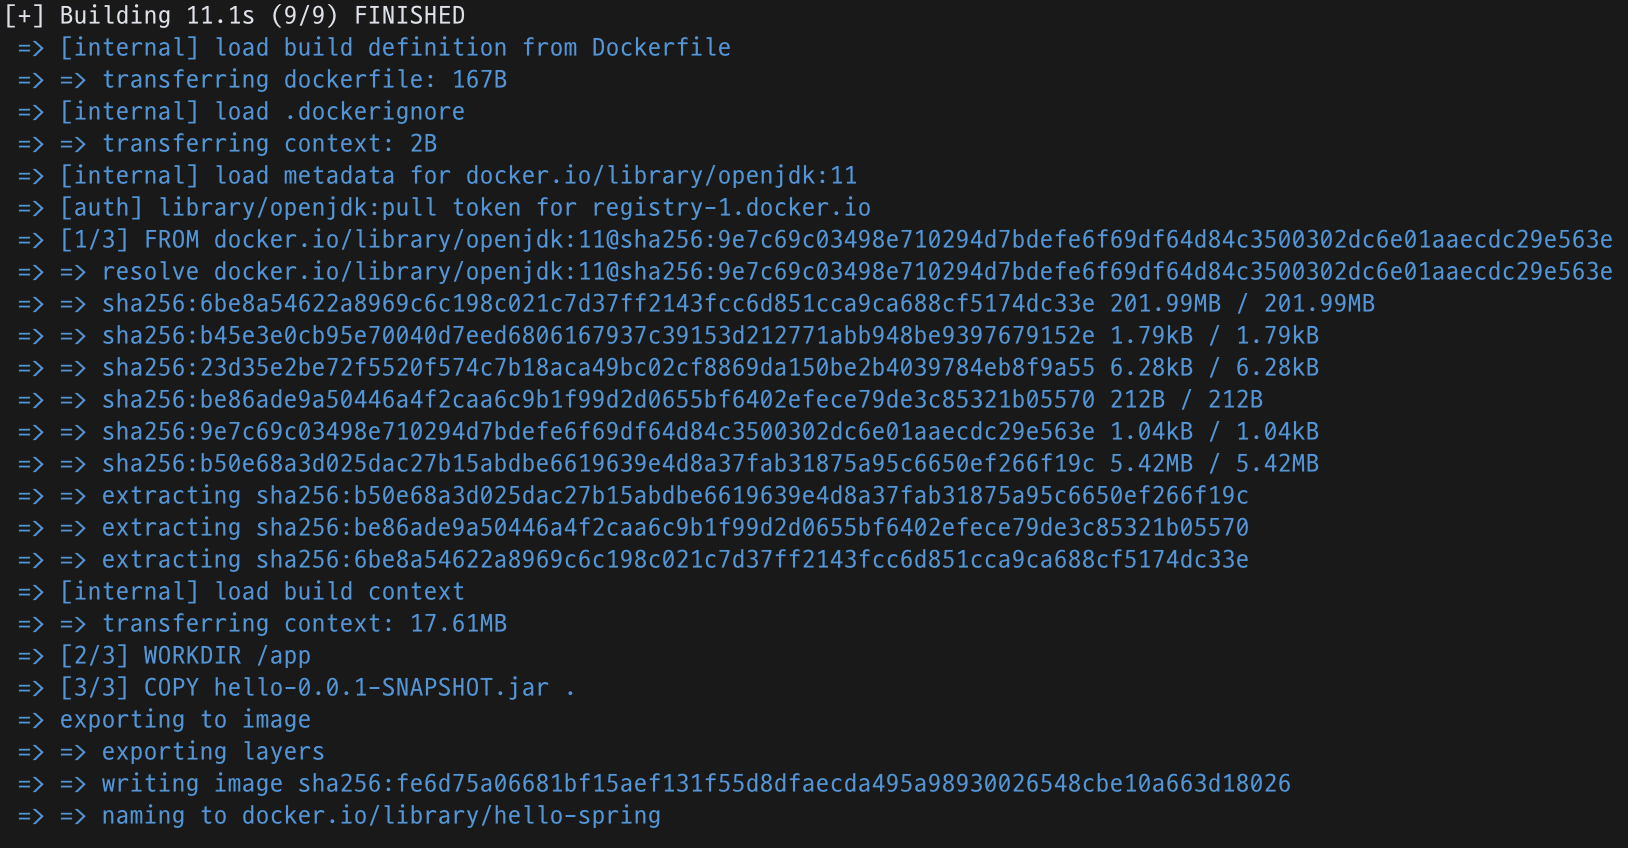 [+] Building 11.1s (9/9) FINISHED
=> [internal] load build definition from Dockerfile
=> => transferring dockerfile: 167B
=> [internal] load .dockerignore
=> => transferring context: 2B
=> [internal] load metadata for docker.io/library/openjdk:11
=> [auth] library/openjdk:pull token for registry-1.docker.io
=> [1/3] FROM docker.io/library/openjdk:11@sha256:9e7c69c03498e710294d7bdefe6f69df64d84c3500302dc6e01aaecdc29e563e
=> => resolve docker.io/library/openjdk:11@sha256:9e7c69c03498e710294d7bdefe6f69df64d84c3500302dc6e01aaecdc29e563e
=> => sha256:6be8a54622a8969c6c198c021c7d37ff2143fcc6d851cca9ca688cf5174dc33e 201.99MB / 201.99MB
=> => sha256:b45e3e0cb95e70040d7eed6806167937c39153d212771abb948be9397679152e 1.79kB / 1.79kB
=> => sha256:23d35e2be72f5520f574c7b18aca49bc02cf8869da150be2b4039784eb8f9a55 6.28kB / 6.28kB
=> => sha256:be86ade9a50446a4f2caa6c9b1f99d2d0655bf6402efece79de3c85321b05570 212B / 212B
=> => sha256:9e7c69c03498e710294d7bdefe6f69df64d84c3500302dc6e01aaecdc29e563e 1.04kB / 1.04kB
=> => sha256:b50e68a3d025dac27b15abdbe6619639e4d8a37fab31875a95c6650ef266f19c 5.42MB / 5.42MB
=> => extracting sha256:b50e68a3d025dac27b15abdbe6619639e4d8a37fab31875a95c6650ef266f19c
=> => extracting sha256:be86ade9a50446a4f2caa6c9b1f99d2d0655bf6402efece79de3c85321b05570
=> => extracting sha256:6be8a54622a8969c6c198c021c7d37ff2143fcc6d851cca9ca688cf5174dc33e
=> [internal] load build context
=> => transferring context: 17.61MB
=> [2/3] WORKDIR /app
=> [3/3] COPY hello-0.0.1-SNAPSHOT.jar .
=> exporting to image
=> => exporting layers
=> => writing image sha256:fe6d75a06681bf15aef131f55d8dfaecda495a98930026548cbe10a663d18026
=> => naming to docker.io/library/hello-spring